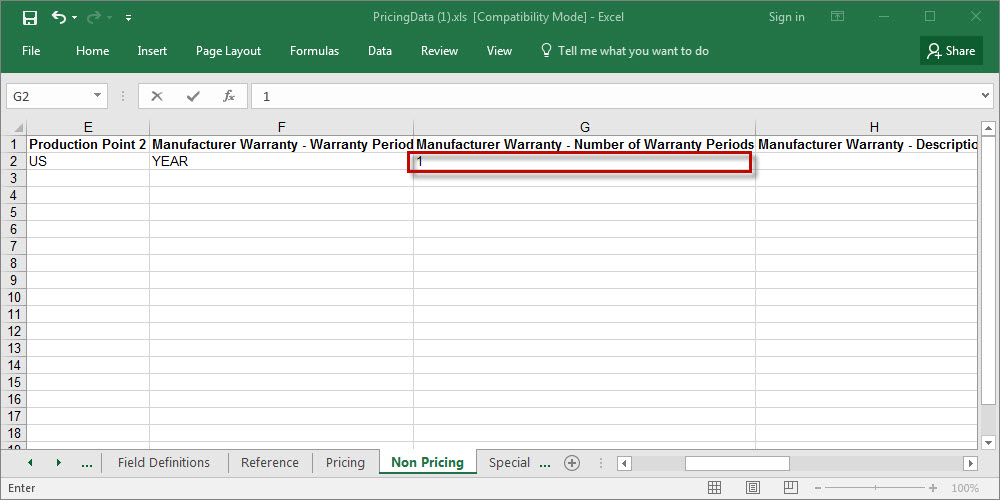 PricingData (1).xls [Compatibility Mode] - Excel Sign in
File Home Insert Page Layout Formulas Data Review View Tell me what you want to do Share
G2 fx 1
E F G H
1 Production Point 2 Manufacturer Warranty - Warranty Period Manufacturer Warranty - Number of Warranty Periods Manufacturer Warranty - Descriptio
2 US YEAR 1
3
4
5
6
7
8
9
10
11
12
13
14
15
16
17
18
19
... Field Definitions Reference Pricing Non Pricing Special ...
Enter 100%